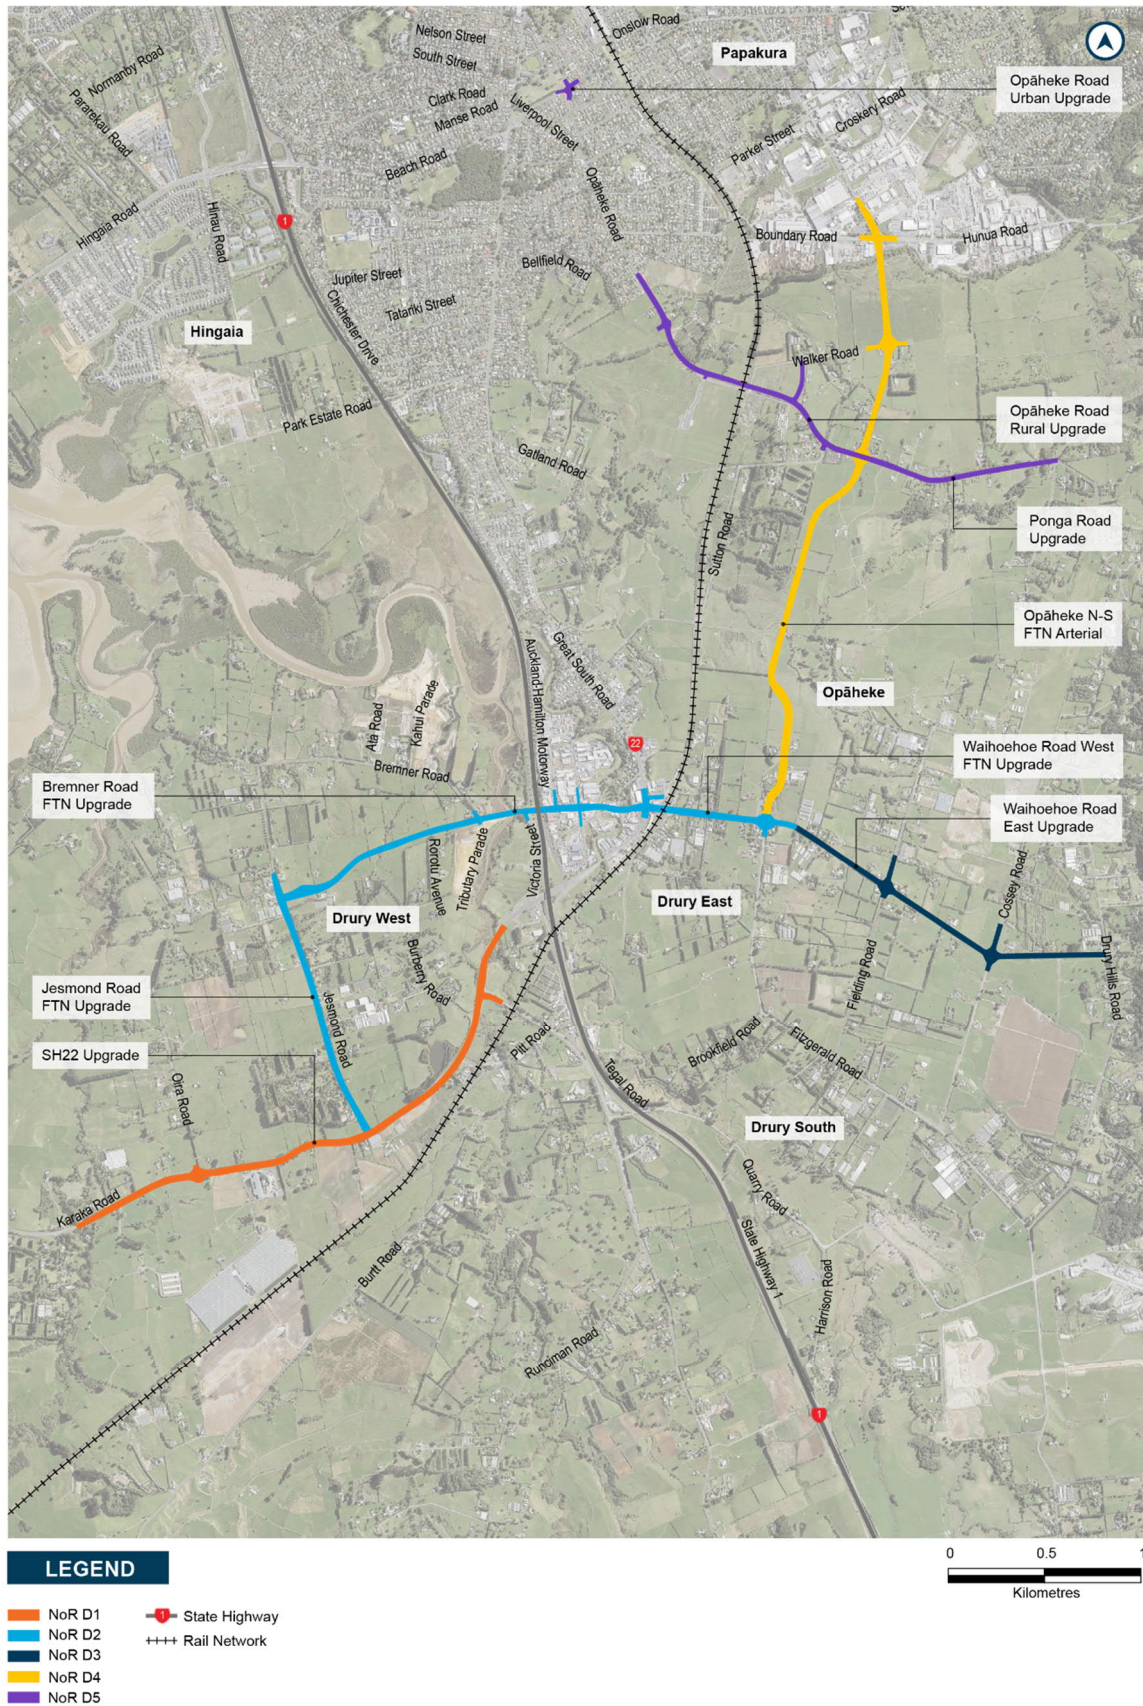 Onslow Road
Nelson Street
Papakura
South Street
Normanby Road
Opāheke Road
Urban Upgrade
Clark Road
Manse Road
Liverpool Street
Croskery Road
Pararekau Road
Parker Street
Beach Road
Opāheke Road
Hingaia Road
Hinau Road
1
Boundary Road
Hunua Road
Bellfield Road
Jupiter Street
Tatariki Street
Chichester Drive
Hingaia
Walker Road
Park Estate Road
Opāheke Road
Rural Upgrade
Gatland Road
Ponga Road
Upgrade
Sutton Road
Opāheke N-S
FTN Arterial
Great South Road
Auckland-Hamilton Motorway
Opāheke
Ata Road
Kahui Parade
22
Waihoehoe Road West
FTN Upgrade
Bremner Road
Bremner Road
FTN Upgrade
Waihoehoe Road
East Upgrade
Rorotu Avenue
Tributary Parade
Victoria Street
Cossey Road
Drury West
Drury East
Burberry Road
Fielding Road
Drury Hills Road
Jesmond Road
FTN Upgrade
Jesmond Road
Pitt Road
Brookfield Road
Fitzgerald Road
SH22 Upgrade
Oira Road
Tegal Road
Drury South
Quarry Road
Karaka Road
Burtt Road
State Highway 1
Harrison Road
Runciman Road
1
LEGEND
0 0.5 1
Kilometres
NoR D1
1 State Highway
NoR D2
Rail Network
NoR D3
NoR D4
NoR D5